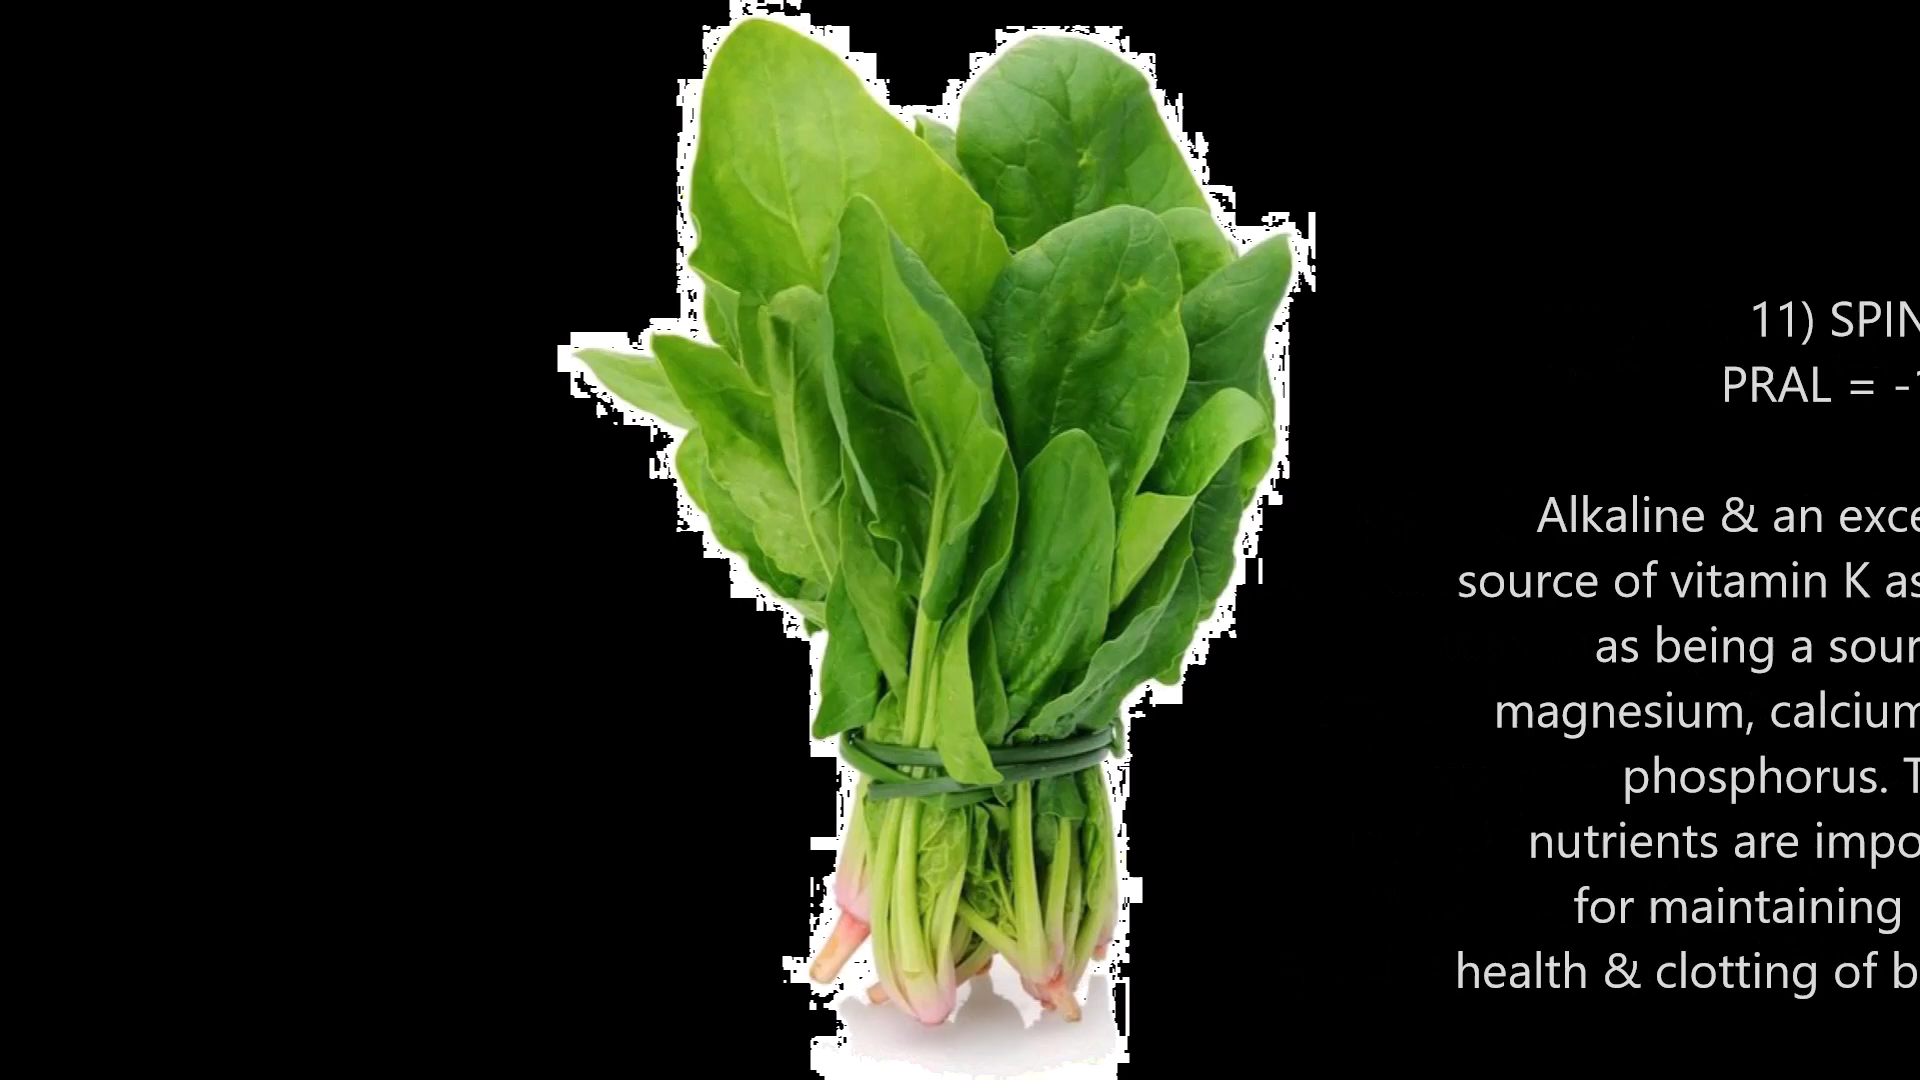 11) SPIN
PRAL = -1
Alkaline & an exce
source of vitamin K as
as being a sour
magnesium, calcium
phosphorus. T
nutrients are impo
for maintaining
health & clotting of b